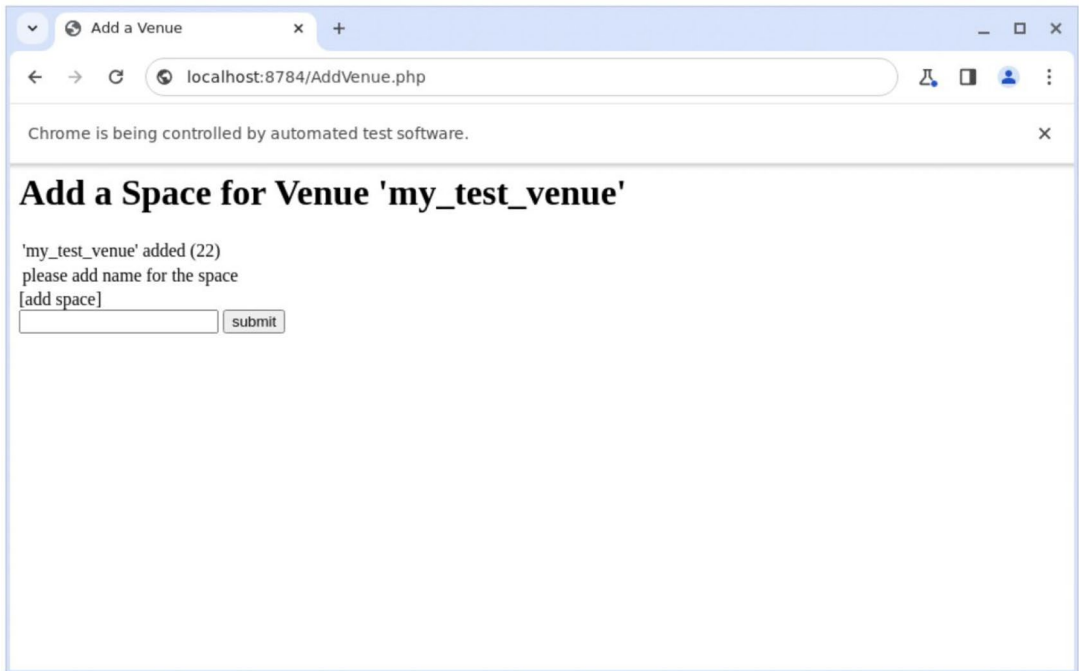 Add a Venue
localhost:8784/AddVenue.php
Chrome is being controlled by automated test software.
Add a Space for Venue 'my_test_venue'
'my_test_venue' added (22)
please add name for the space
[add space]
submit